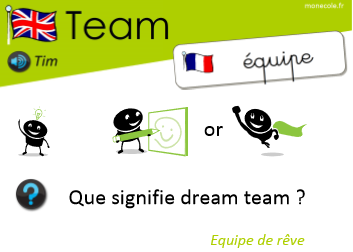 monecole.fr
Team
Tim
équipe
or
Que signifie dream team ?
Equipe de rêve